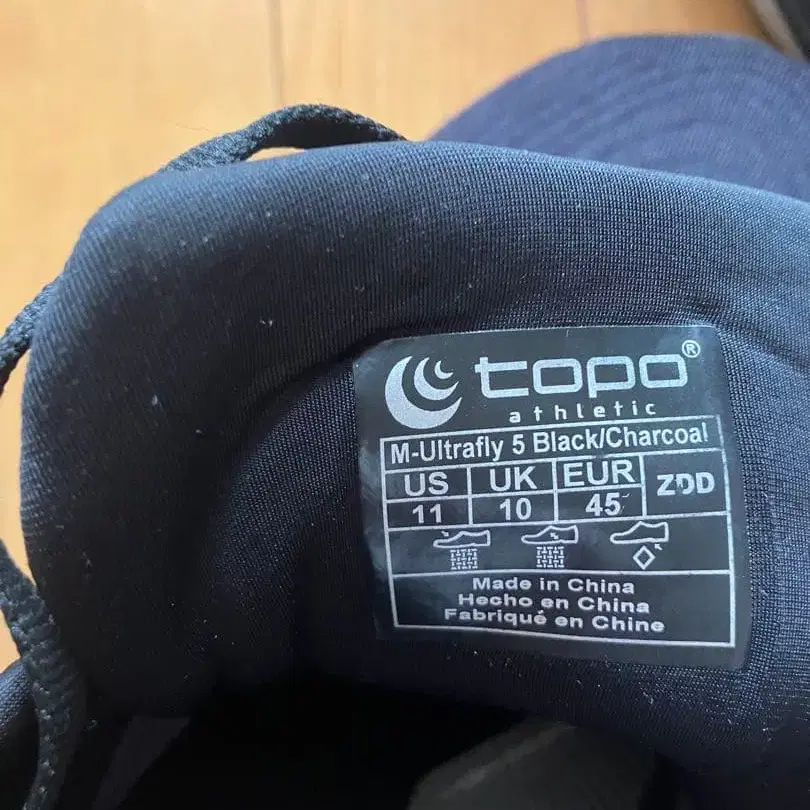 topo®
athletic
M-Ultrafly 5 Black/Charcoal
US UK EUR ZDD
11 10 45
Made in China
Hecho en China
Fabriqué en Chine